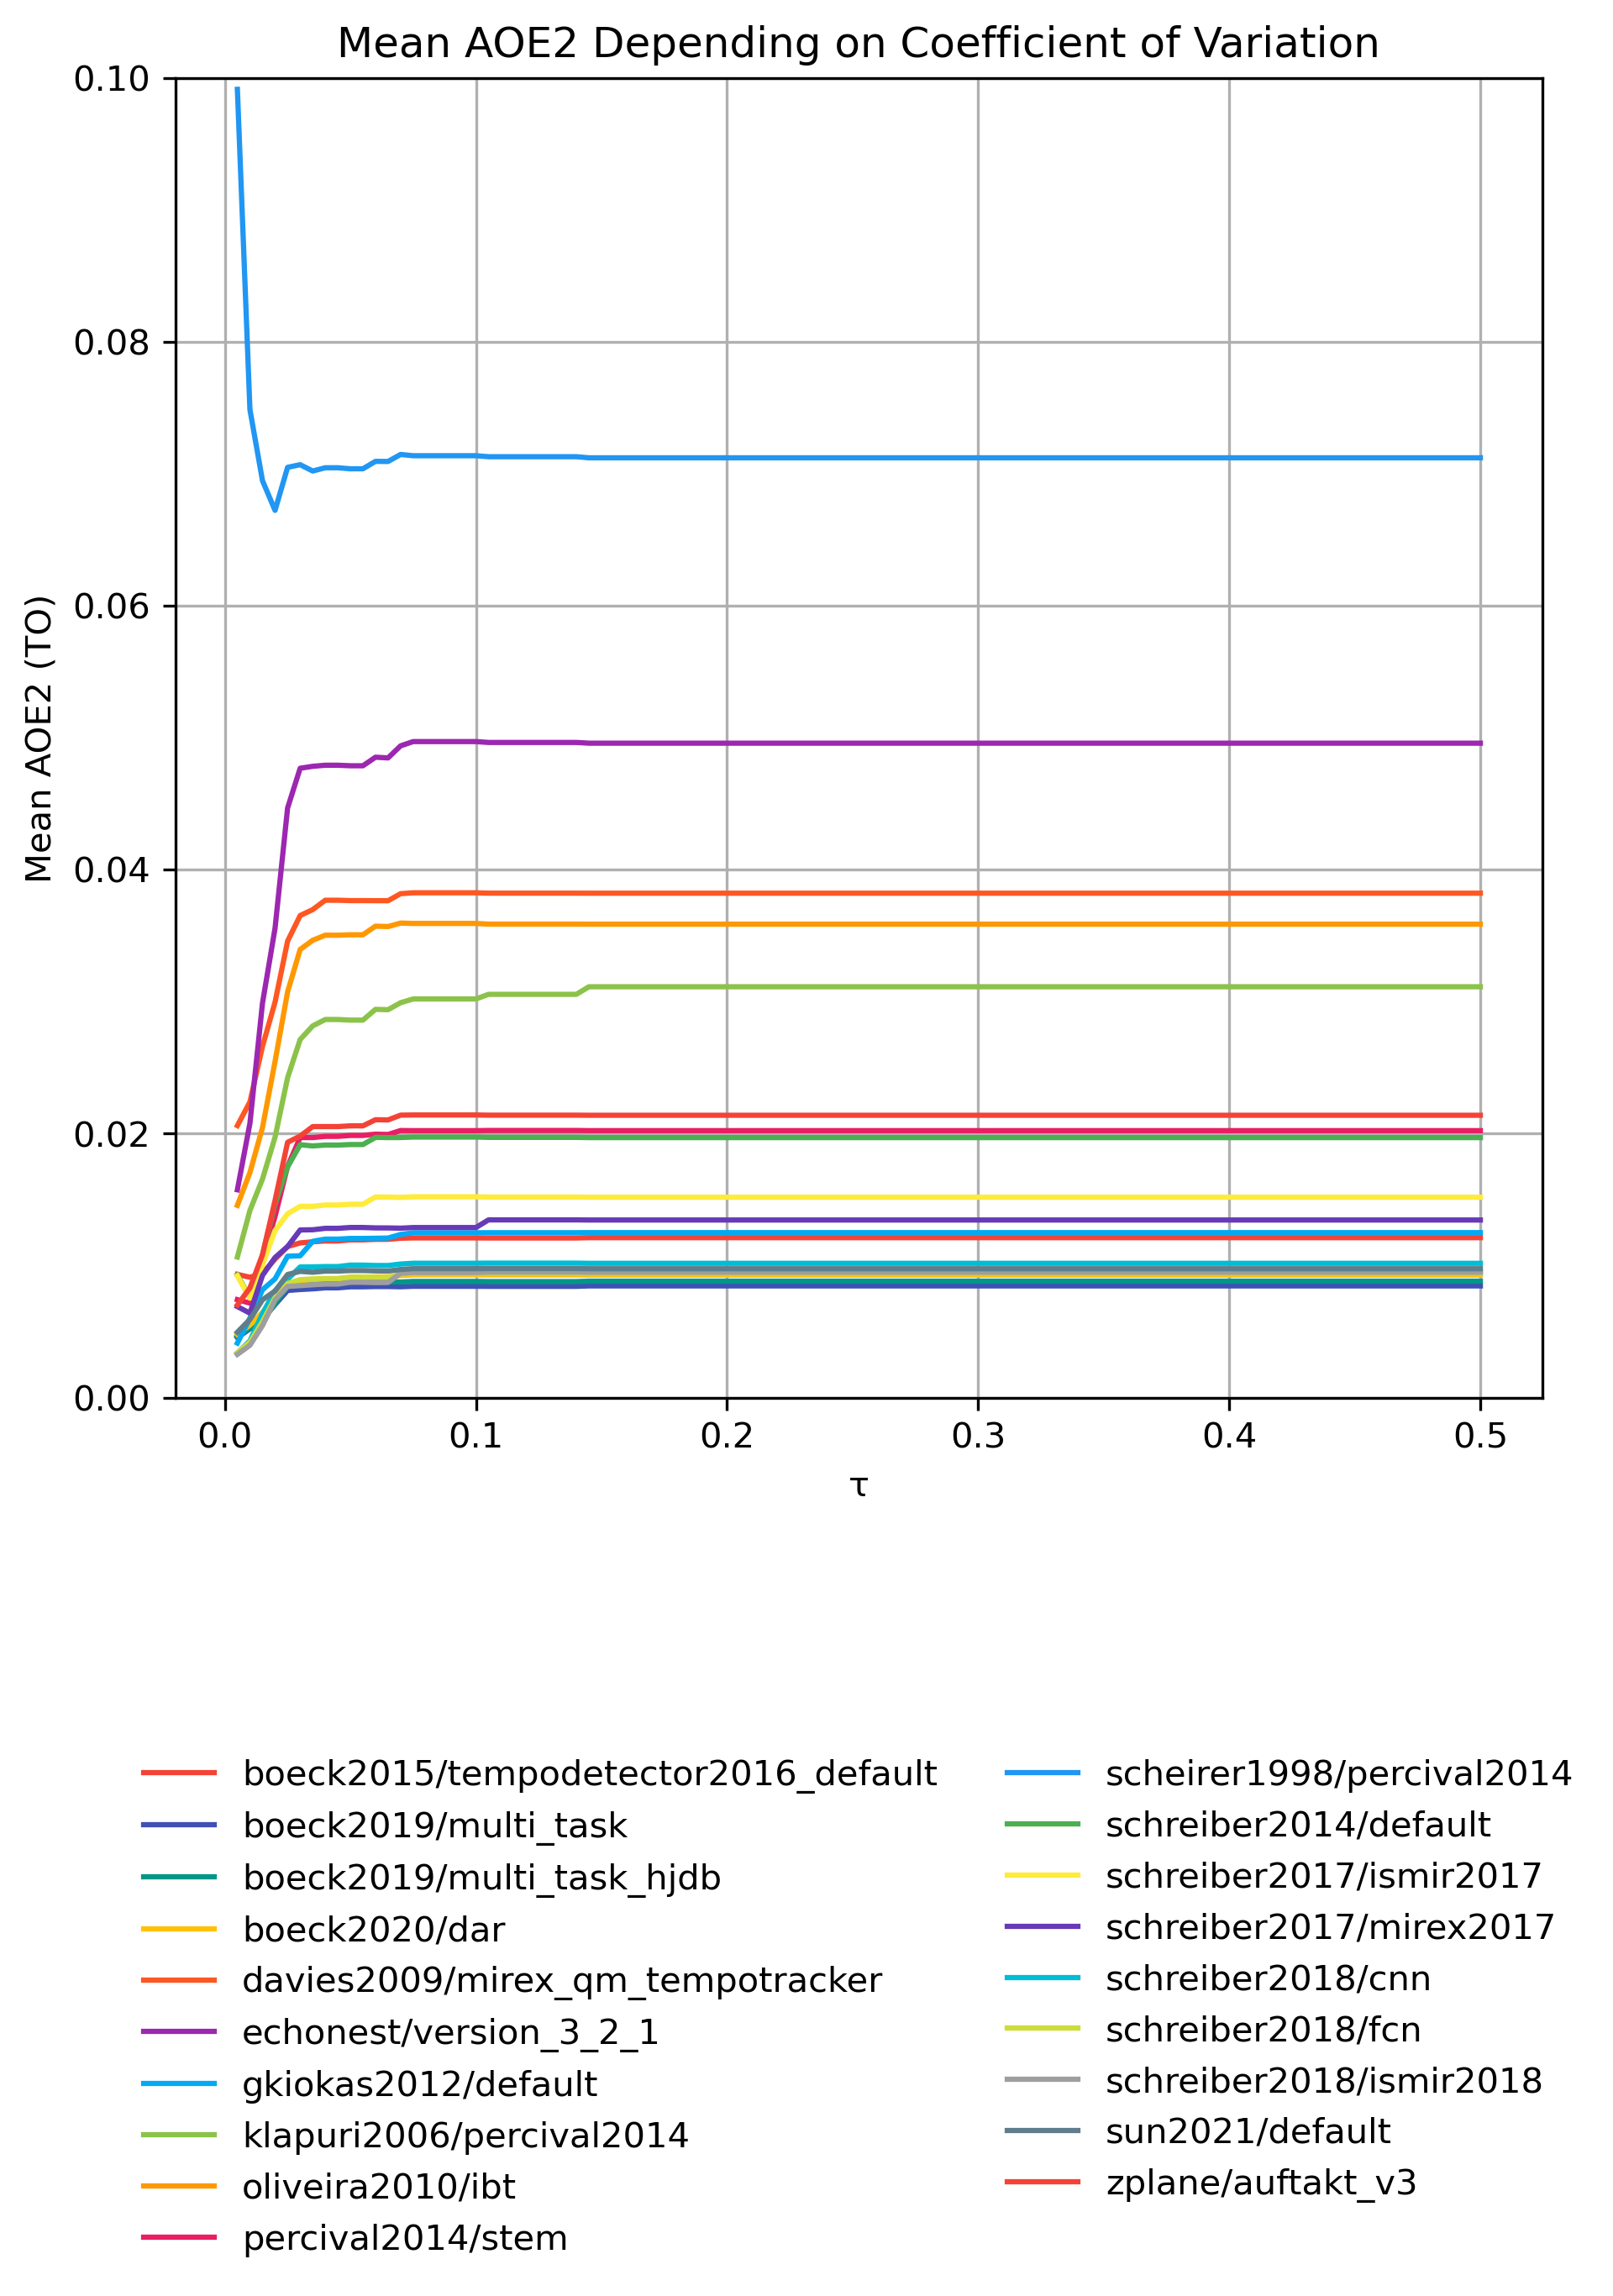 Mean AOE2 Depending on Coefficient of Variation
0.10
0.08
0.06
0.04
0.02
0.00
Mean AOE2 (TO)
0.0 0.1 0.2 0.3 0.4 0.5
τ
boeck2015/tempodetector2016_default
boeck2019/multi_task
boeck2019/multi_task_hjdb
boeck2020/dar
davies2009/mirex_qm_tempotracker
echonest/version_3_2_1
gkiokas2012/default
klapuri2006/percival2014
oliveira2010/ibt
percival2014/stem
scheirer1998/percival2014
schreiber2014/default
schreiber2017/ismir2017
schreiber2017/mirex2017
schreiber2018/cnn
schreiber2018/fcn
schreiber2018/ismir2018
sun2021/default
zplane/auftakt_v3